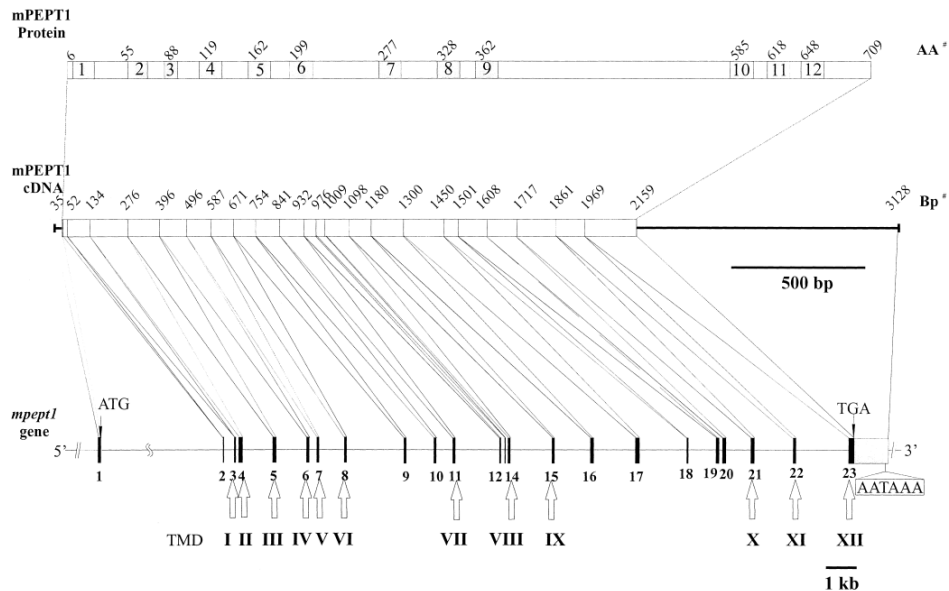 mPEPT1
Protein
6 55 88 119 162 199 277 328 362 585 618 648 709 AA #
1 2 3 4 5 6 7 8 9 10 11 12
mPEPT1
cDNA
35 52 134 276 396 496 587 671 754 841 932 976 1009 1098 1180 1300 1450 1501 1608 1717 1861 1969 2159 3128 Bp #
500 bp
mpept1
gene
ATG TGA
5' 3'
1 2 3 4 5 6 7 8 9 10 11 12 14 15 16 17 18 19 20 21 22 23
AATAAA
TMD I II III IV V VI VII VIII IX X XI XII
1 kb